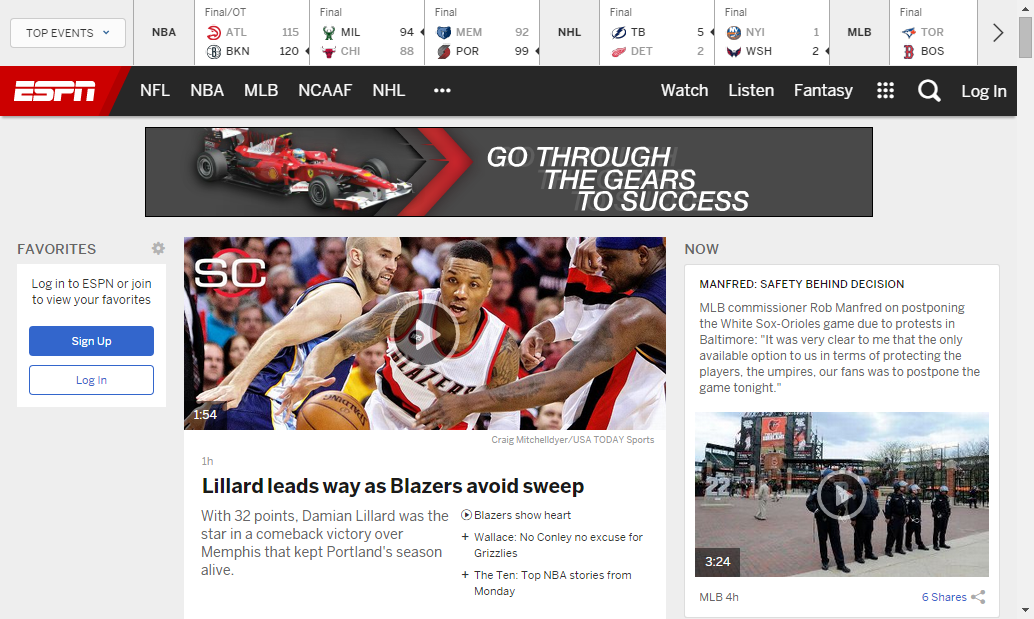 TOP EVENTS
NBA
Final/OT
ATL 115
BKN 120
Final
MIL 94
CHI 88
Final
MEM 92
POR 99
NHL
Final
TB 5
DET 2
Final
NYI 1
WSH 2
MLB
Final
TOR
BOS
ESPN
NFL NBA MLB NCAAF NHL
Watch Listen Fantasy Log In
GO THROUGH
THE GEARS
TO SUCCESS
FAVORITES
Log in to ESPN or join
to view your favorites
Sign Up
Log In
SC
1:54
Craig Mitchelldyer/USA TODAY Sports
1h
Lillard leads way as Blazers avoid sweep
With 32 points, Damian Lillard was the
star in a comeback victory over
Memphis that kept Portland's season
alive.
Blazers show heart
+ Wallace: No Conley no excuse for
Grizzlies
+ The Ten: Top NBA stories from
Monday
NOW
MANFRED: SAFETY BEHIND DECISION
MLB commissioner Rob Manfred on postponing
the White Sox-Orioles game due to protests in
Baltimore: "It was very clear to me that the only
available option to us in terms of protecting the
players, the umpires, our fans was to postpone the
game tonight."
22
3:24
MLB 4h
6 Shares